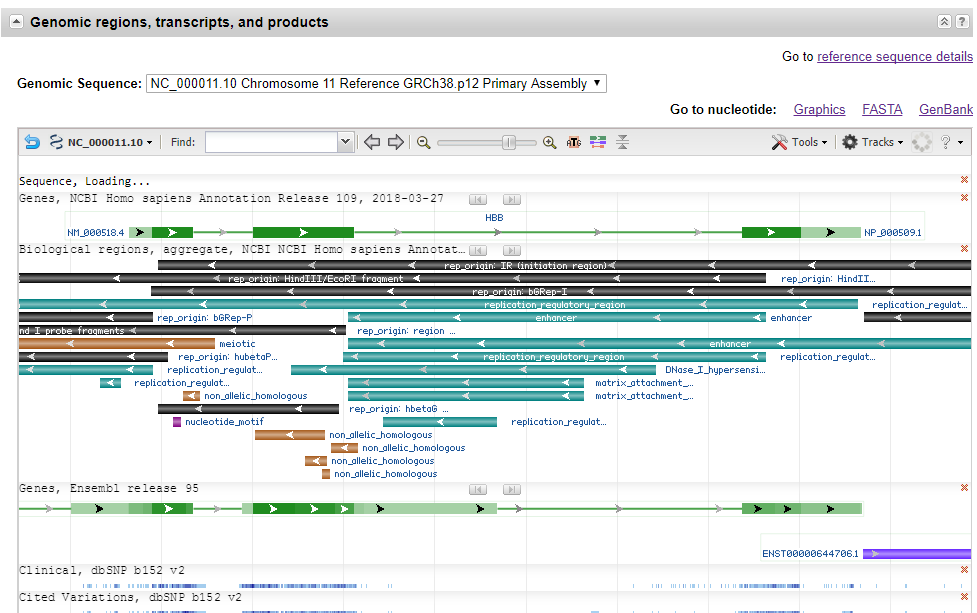 Genomic regions, transcripts, and products
Go to reference sequence details
Genomic Sequence: NC_000011.10 Chromosome 11 Reference GRCh38.p12 Primary Assembly
Go to nucleotide: Graphics FASTA GenBank
NC_000011.10 Find: Tools Tracks ?
Sequence, Loading...
Genes, NCBI Homo sapiens Annotation Release 109, 2018-03-27
HBB
NM_000518.4 NP_000509.1
Biological regions, aggregate, NCBI NCBI Homo sapiens Annotat...
rep_origin: IR (initiation region)
rep_origin: HindIII/EcoRI fragment rep_origin: HindII...
rep_origin: bGRep-I
replication_regulatory_region replication_regulat...
rep_origin: bGRep-P enhancer enhancer
nd I probe fragments rep_origin: region ...
meiotic enhancer
rep_origin: hubetaP... replication_regulatory_region replication_regulat...
replication_regulat... DNase_I_hypersensi...
replication_regulat... matrix_attachment_...
non_allelic_homologous matrix_attachment_...
rep_origin: hbetaG ...
nucleotide_motif replication_regulat...
non_allelic_homologous
non_allelic_homologous
non_allelic_homologous
non_allelic_homologous
Genes, Ensembl release 95
ENST00000644706.1
Clinical, dbSNP b152 v2
Cited Variations, dbSNP b152 v2